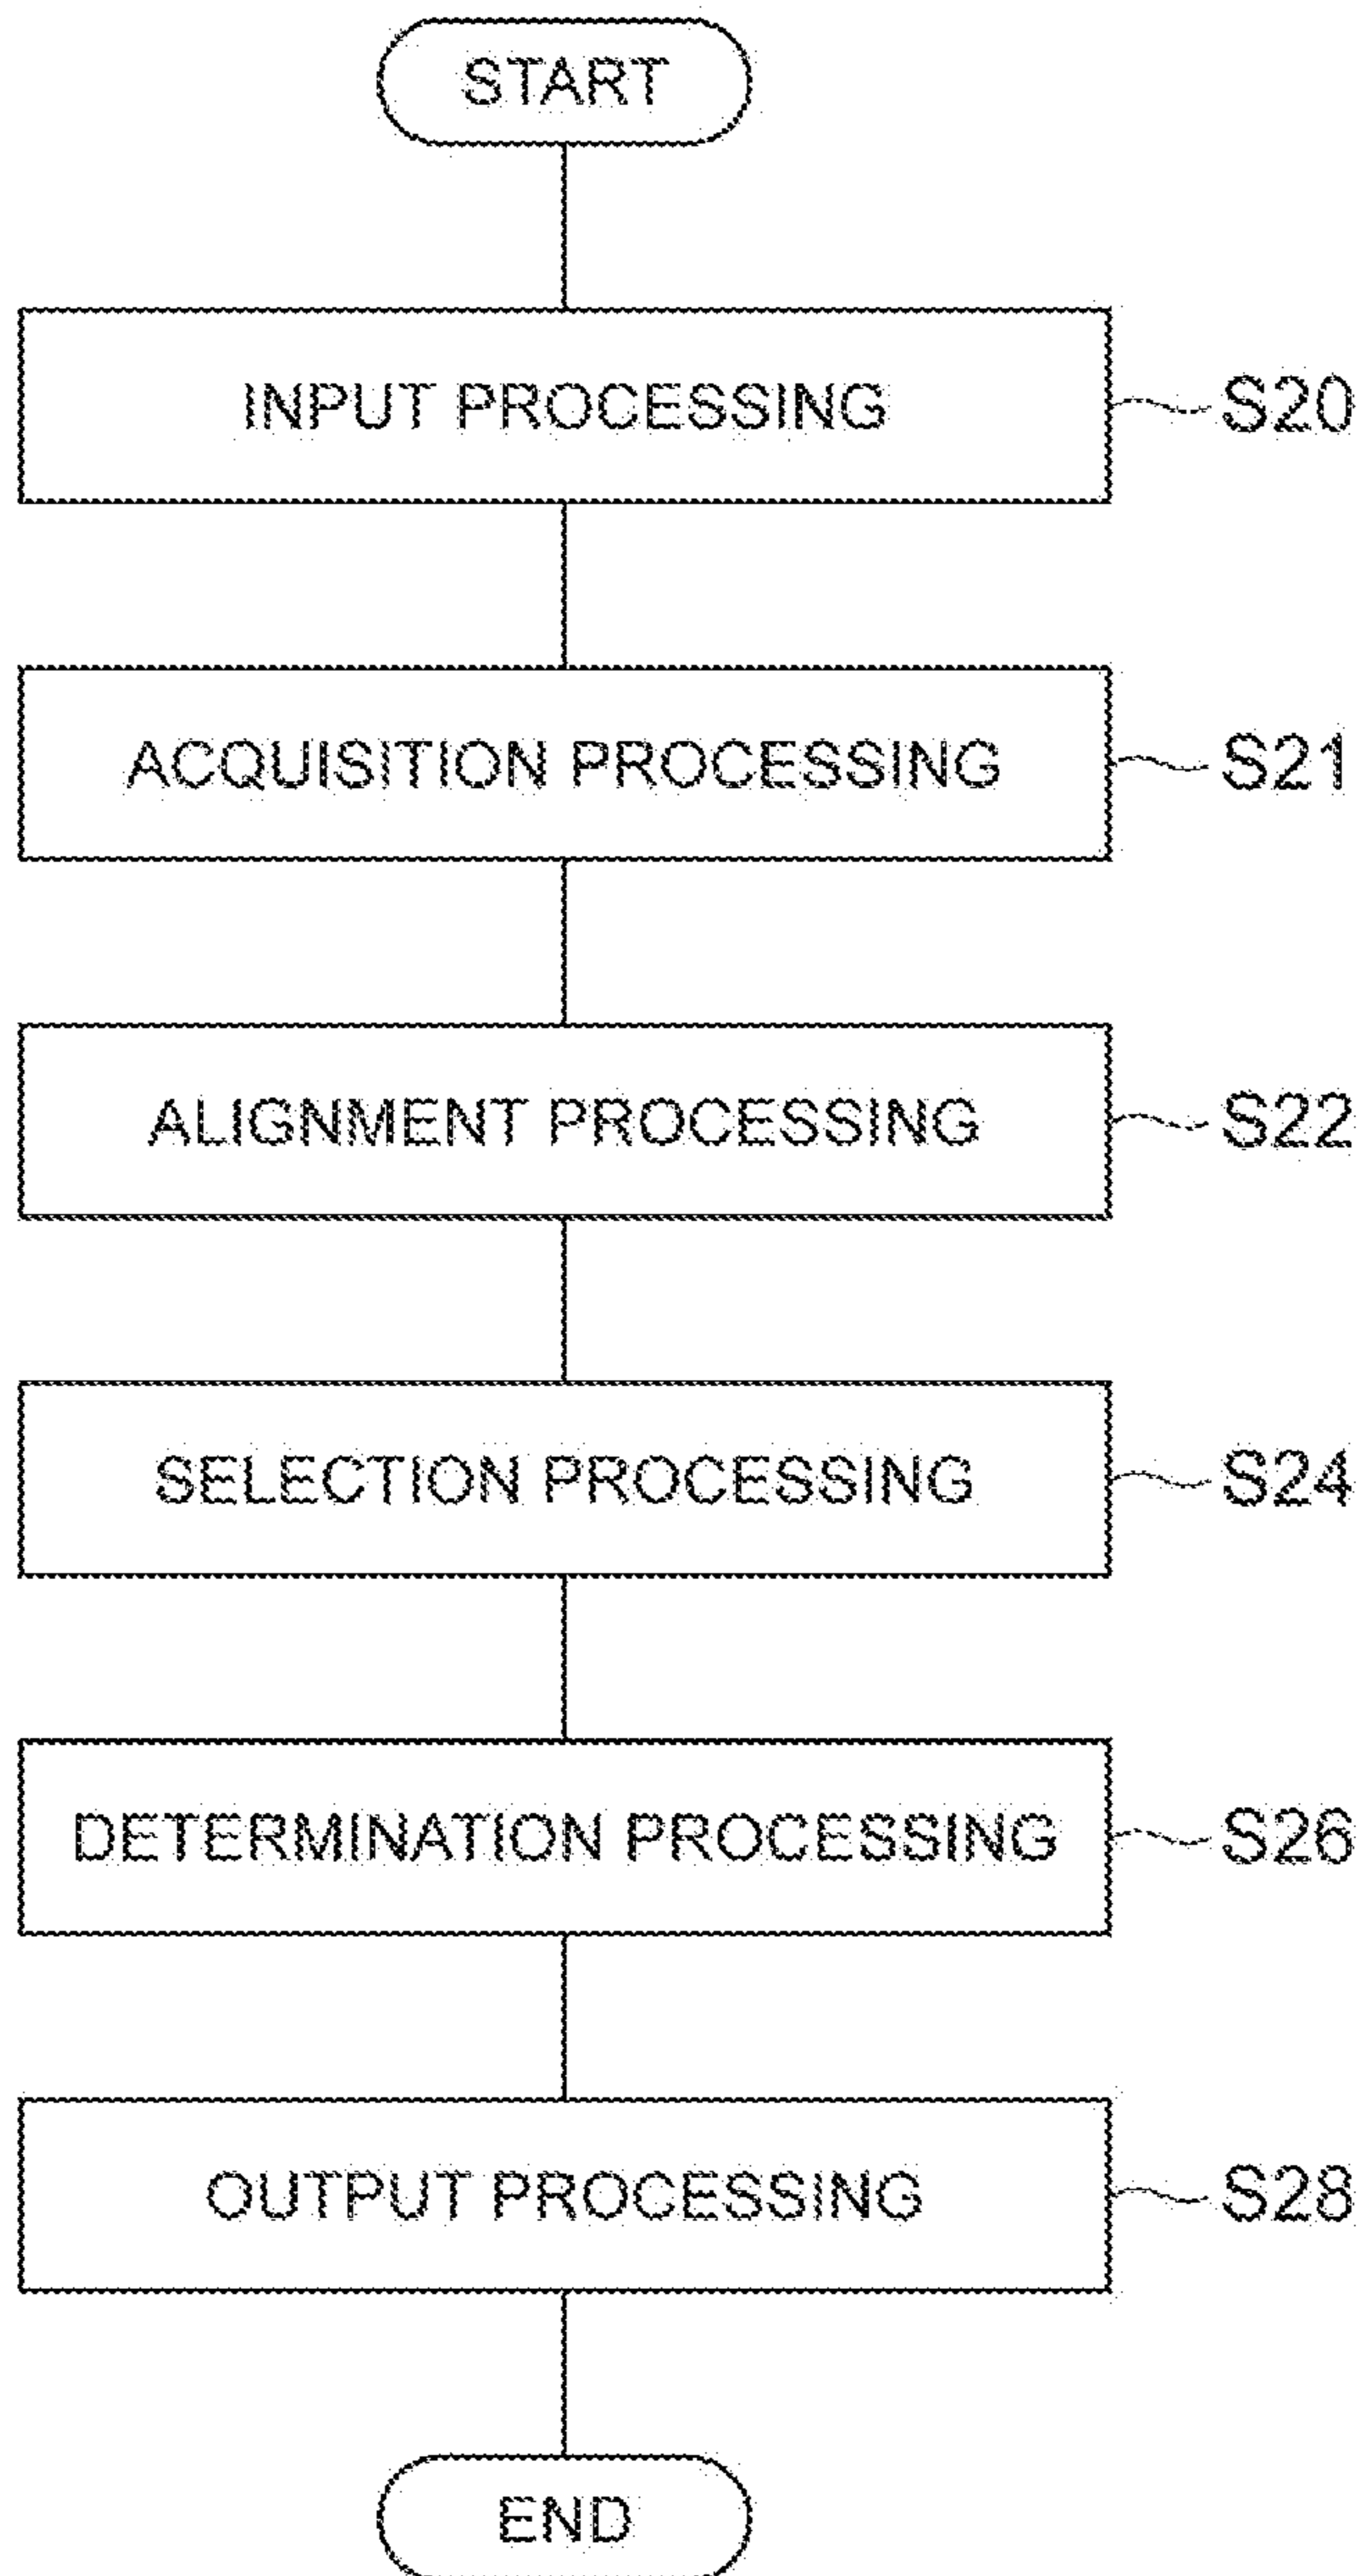 START
INPUT PROCESSING
S20
ACQUISITION PROCESSING
S21
ALIGNMENT PROCESSING
S22
SELECTION PROCESSING
S24
DETERMINATION PROCESSING
S26
OUTPUT PROCESSING
S28
END